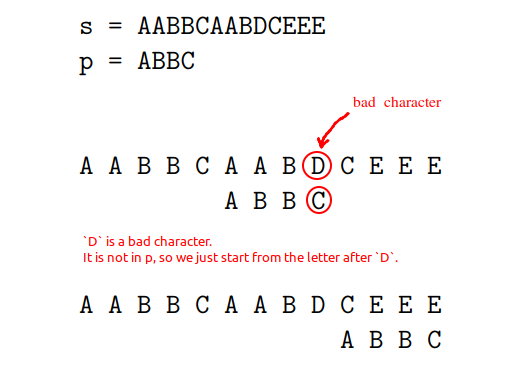 s = AABBCAABDCEEE
p = ABBC
bad character
A A B B C A A B D C E E E
A B B C
`D` is a bad character.
It is not in p, so we just start from the letter after `D`.
A A B B C A A B D C E E E
A B B C